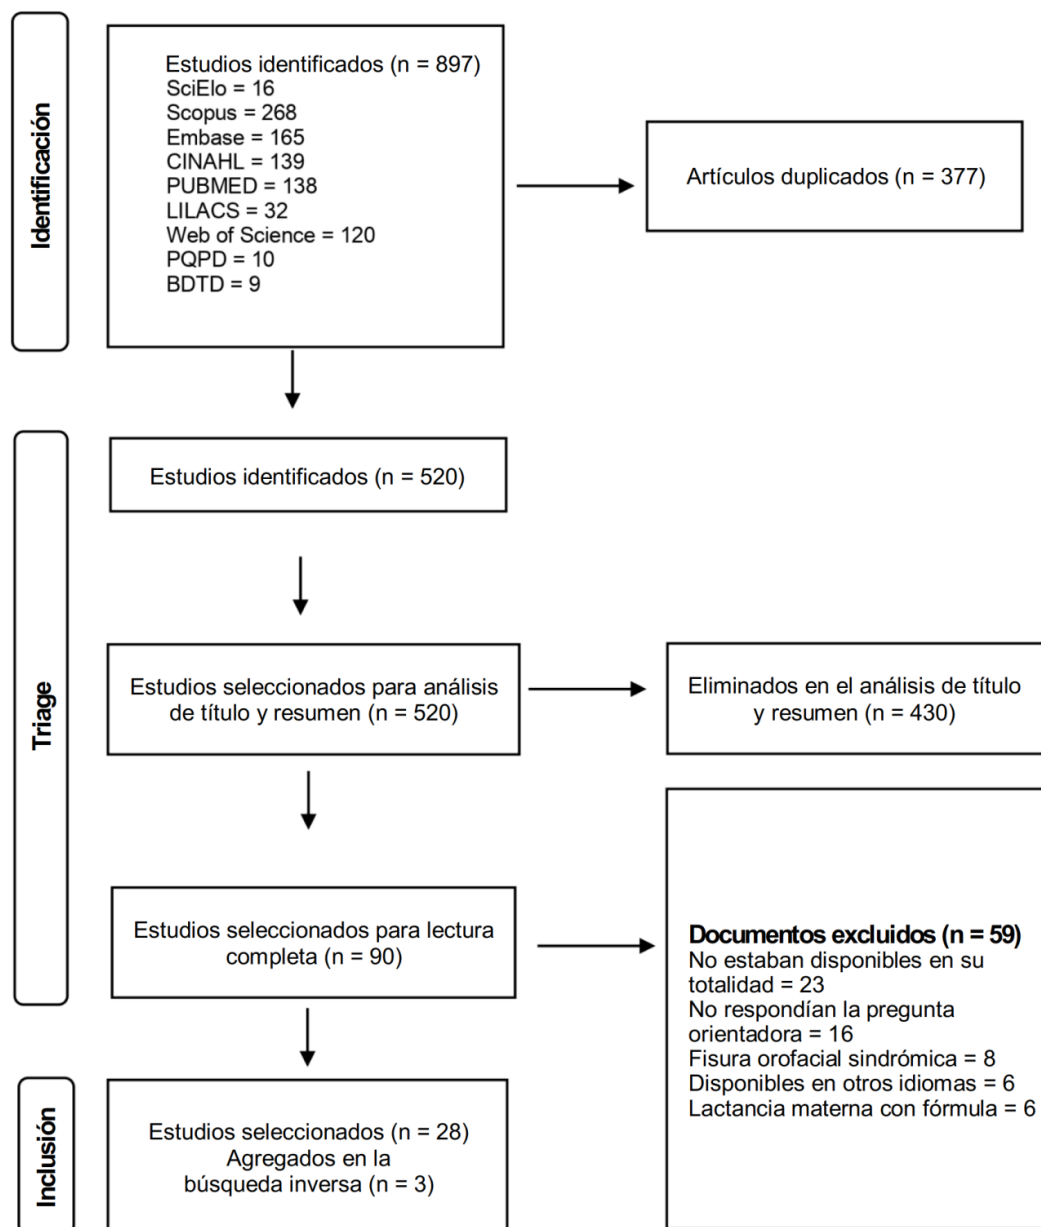 Identificación
Estudios identificados (n = 897)
SciElo = 16
Scopus = 268
Embase = 165
CINAHL = 139
PUBMED = 138
LILACS = 32
Web of Science = 120
PQPD = 10
BDTD = 9
Artículos duplicados (n = 377)
Triage
Estudios identificados (n = 520)
Estudios seleccionados para análisis
de título y resumen (n = 520)
Eliminados en el análisis de título
y resumen (n = 430)
Estudios seleccionados para lectura
completa (n = 90)
Documentos excluidos (n = 59)
No estaban disponibles en su
totalidad = 23
No respondían la pregunta
orientadora = 16
Fisura orofacial sindrómica = 8
Disponibles en otros idiomas = 6
Lactancia materna con fórmula = 6
Inclusión
Estudios seleccionados (n = 28)
Agregados en la
búsqueda inversa (n = 3)